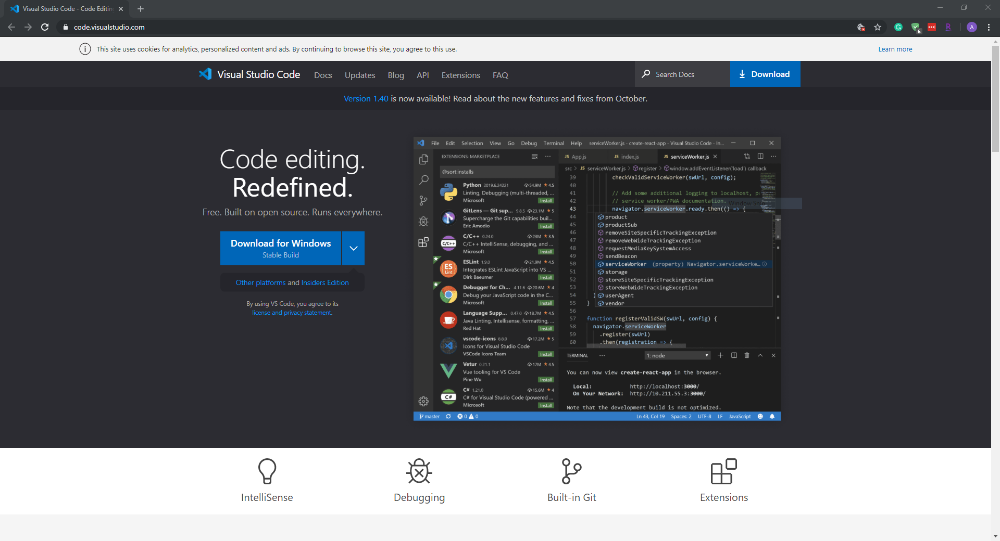 Visual Studio Code - Code Editin
code.visualstudio.com
6
A
This site uses cookies for analytics, personalized content and ads. By continuing to browse this site, you agree to this use.
Learn more
Visual Studio Code
Docs
Updates
Blog
API
Extensions
FAQ
Search Docs
Download
Version 1.40 is now available! Read about the new features and fixes from October.
Code editing.
Redefined.
Free. Built on open source. Runs everywhere.
Download for Windows
Stable Build
Other platforms and Insiders Edition
By using VS Code, you agree to its
license and privacy statement.
File Edit Selection View Go Debug Terminal Help serviceWorker.js - create-react-app - Visual Studio Code - In...
EXTENSIONS: MARKETPLACE
@sort:installs
Python 2019.6.24221 54.9M ★ 4.5
Linting, Debugging (multi-threaded, ...
Microsoft Install
GitLens — Git sup... 9.8.5 23.1M ★ 5
Supercharge the Git capabilities buil...
Eric Amodio Install
C/C++ C/C++ 0.24.0 23M ★ 3.5
C/C++ IntelliSense, debugging, and ...
Microsoft Install
ES Lint
ESLint 1.9.0 21.9M ★ 4.5
Integrates ESLint JavaScript into VS ...
Dirk Baeumer Install
Debugger for Ch... 4.11.6 20.6M ★ 4
Debug your JavaScript code in the C...
Microsoft Install
Language Supp... 0.47.0 18.7M ★ 4.5
Java Linting, Intellisense, formatting, ...
Red Hat Install
vscode-icons 8.8.0 17.2M ★ 5
Icons for Visual Studio Code
VSCode Icons Team Install
Vetur 0.21.1 17M ★ 4.5
Vue tooling for VS Code
Pine Wu Install
C# C# 1.21.0 15.6M ★ 4
C# for Visual Studio Code (powered ...
Microsoft Install
JS App.js JS index.js JS serviceWorker.js
src > JS serviceWorker.js > register > window.addEventListener('load') callback
39 checkValidServiceWorker(swUrl, config);
40
41 // Add some additional logging to localhost, po
42 // service worker/PWA documentation.
Window Snip
43 navigator.serviceWorker.ready.then(() => {
44 product
45 productSub
46 removeSiteSpecificTrackingException
47 removeWebWideTrackingException
48 requestMediaKeySystemAccess
49 sendBeacon
50 serviceWorker (property) Navigator.serviceWorke...
51 storage
52 storeSiteSpecificTrackingException
53 storeWebWideTrackingException
54 } userAgent
55 } vendor
56
57 function registerValidSW(swUrl, config) {
58 navigator.serviceWorker
59 .register(swUrl)
60 .then(registration => {
TERMINAL ... 1: node
You can now view create-react-app in the browser.
Local: http://localhost:3000/
On Your Network: http://10.211.55.3:3000/
Note that the development build is not optimized.
master 0 0 Ln 43, Col 19 Spaces: 2 UTF-8 LF JavaScript
IntelliSense
Debugging
Built-in Git
Extensions